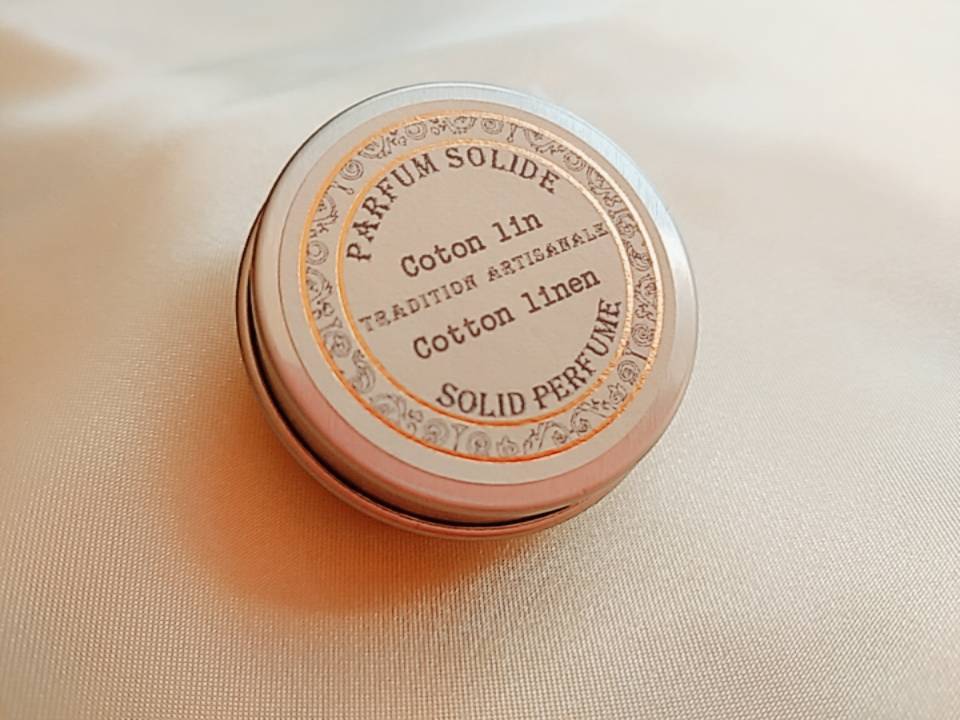 PARFUM SOLIDE
Coton lin
TRADITION ARTISANALE
Cotton linen
SOLID PERFUME